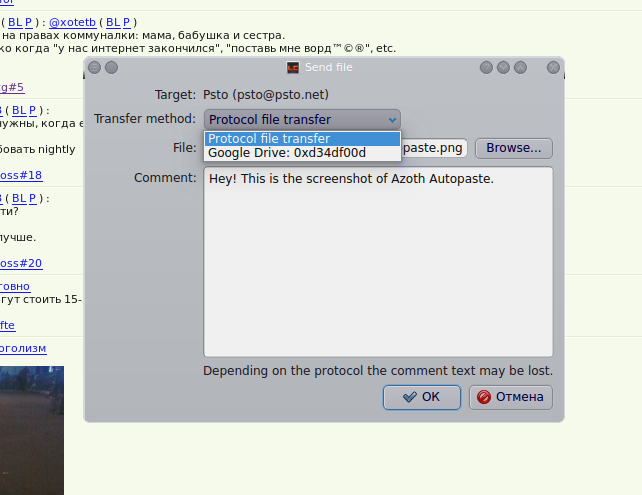 ( BL P ) : @xotetb ( BL P )
на правах коммуналки: мама, бабушка и сестра.
ко когда "у нас интернет закончился", "поставь мне ворд™©®", etc.
g#5
( BL P ) :
нужны, когда
бовать nightly
oss#18
( BL P ) :
ти?
лучше.
oss#20
говно
гут стоить 15-
fte
оголизм
LC Send file
Target: Psto (psto@psto.net)
Transfer method: Protocol file transfer
Protocol file transfer
Google Drive: 0xd34df00d
File: paste.png Browse...
Comment: Hey! This is the screenshot of Azoth Autopaste.
Depending on the protocol the comment text may be lost.
OK Отмена